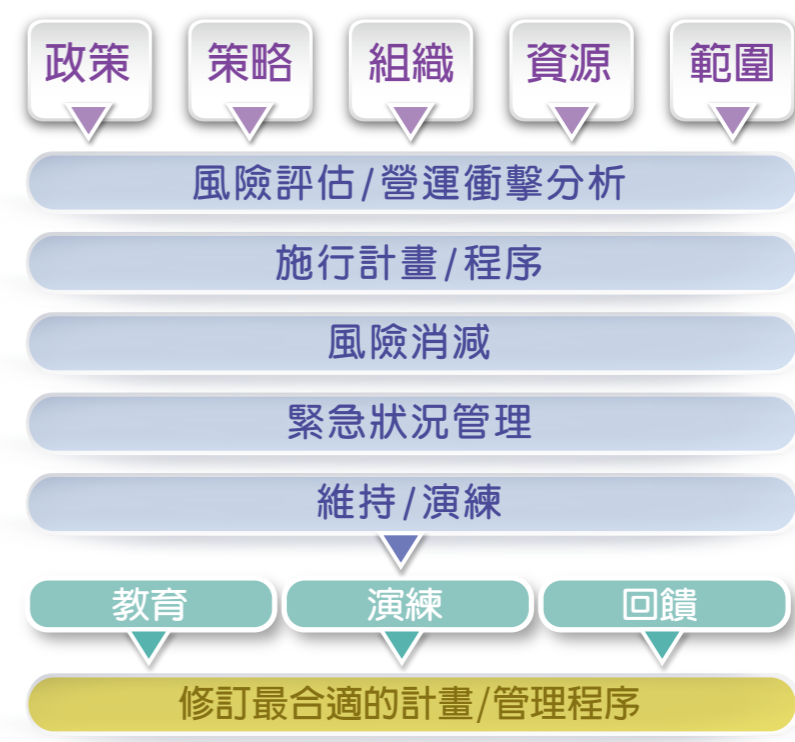 政策 策略 組織 資源 範圍
風險評估/營運衝擊分析
施行計畫/程序
風險消減
緊急狀況管理
維持/演練
教育 演練 回饋
修訂最合適的計畫/管理程序